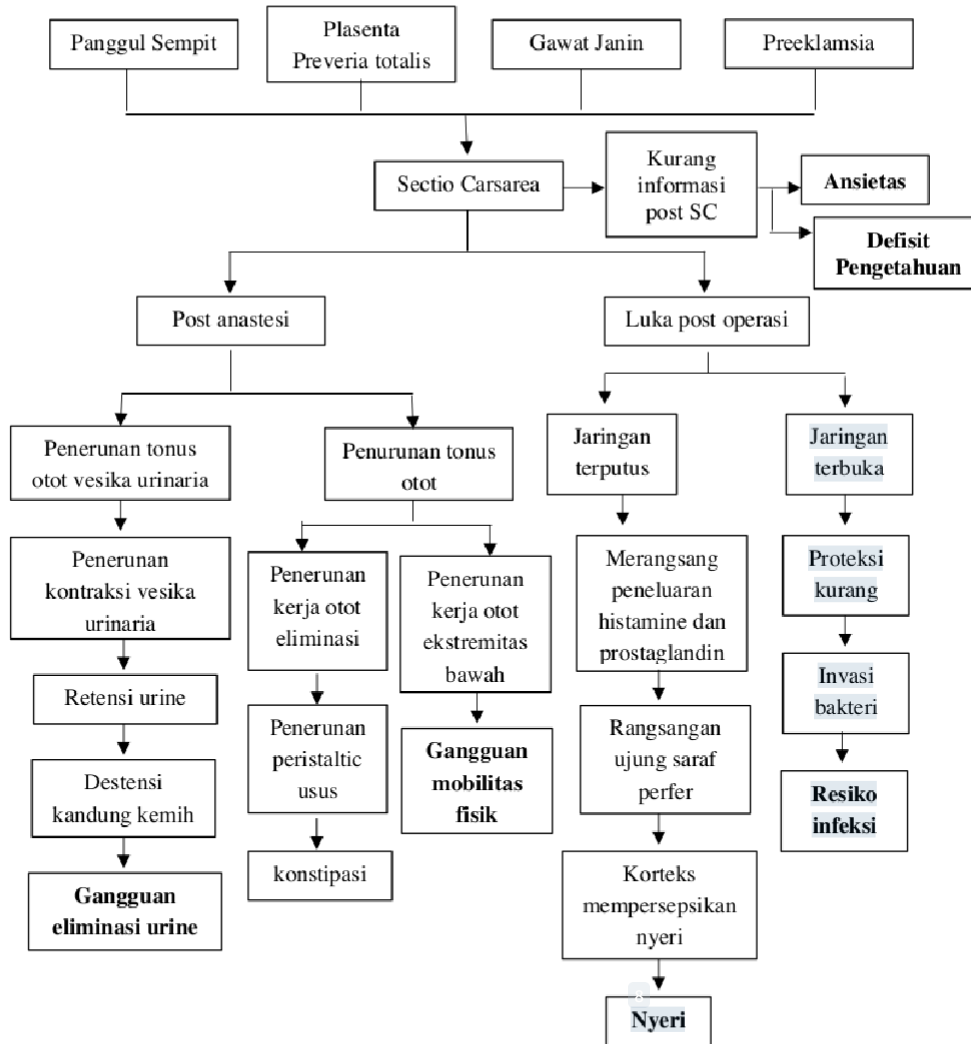 Panggul Sempit
Plasenta
Preveria totalis
Gawat Janin
Preeklamsia
Sectio Carsarea
Kurang
informasi
post SC
Ansietas
Defisit
Pengetahuan
Post anastesi
Luka post operasi
Penerunan tonus
otot vesika urinaria
Penurunan tonus
otot
Jaringan
terputus
Jaringan
terbuka
Penerunan
kontraksi vesika
urinaria
Penerunan
kerja otot
eliminasi
Penerunan
kerja otot
ekstremitas
bawah
Merangsang
peneluaran
histamine dan
prostaglandin
Proteksi
kurang
Retensi urine
Penerunan
peristaltic
usus
Gangguan
mobilitas
fisik
Rangsangan
ujung saraf
perfer
Invasi
bakteri
Destensi
kandung kemih
konstipasi
Resiko
infeksi
Gangguan
eliminasi urine
Korteks
mempersepsikan
nyeri
8
Nyeri